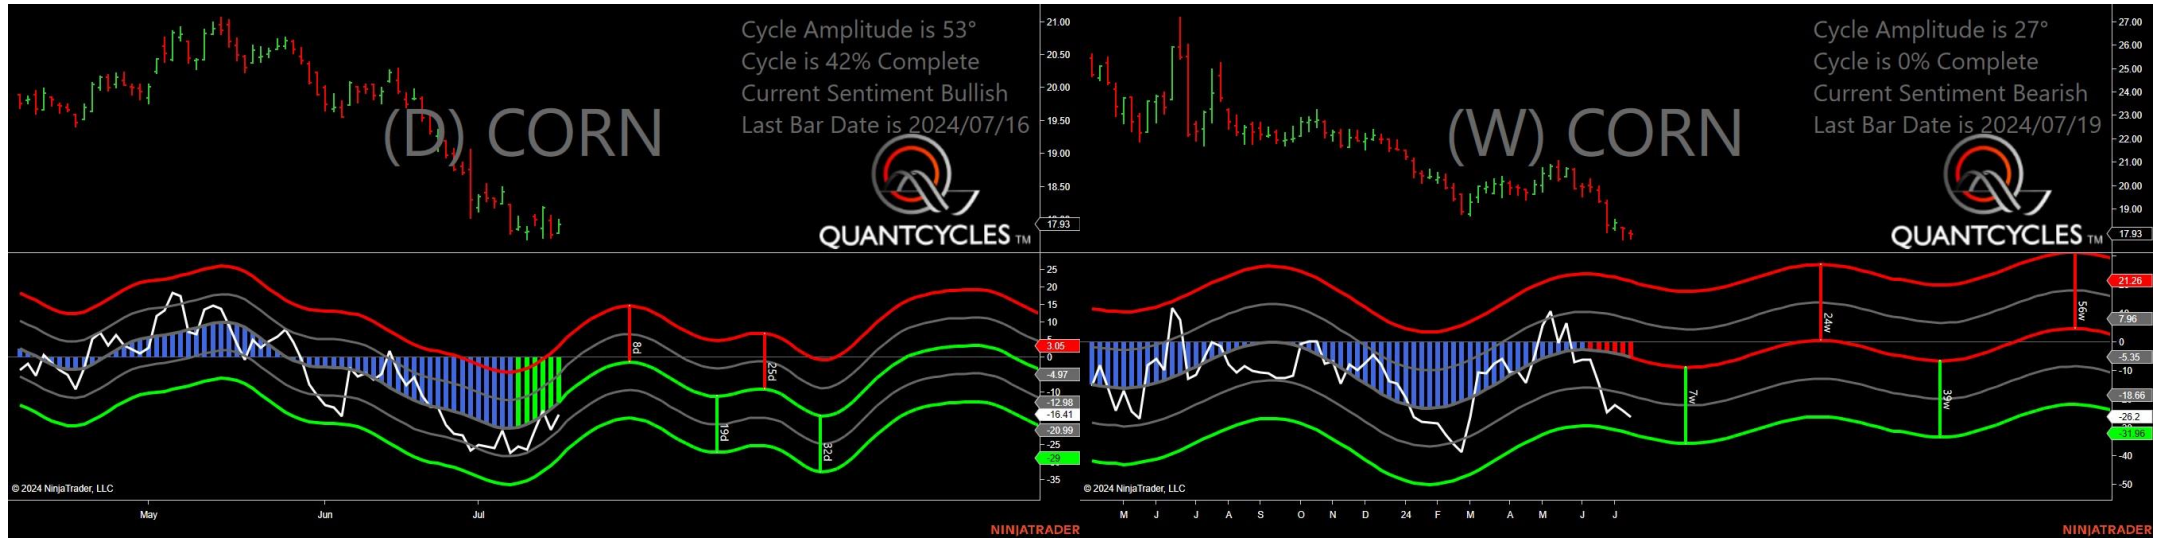 Cycle Amplitude is 53°
Cycle is 42% Complete
Current Sentiment Bullish
Last Bar Date is 2024/07/16
(D) CORN
QUANTCYCLES TM
21.00
20.50
20.00
19.50
19.00
18.50
17.93
25
20
15
10
5
3.05
0
-4.97
-10
-12.98
-16.41
-20.99
-25
-29
-35
8d
19d
25d
32d
© 2024 NinjaTrader, LLC
May
Jun
Jul
NINJATRADER
Cycle Amplitude is 27°
Cycle is 0% Complete
Current Sentiment Bearish
Last Bar Date is 2024/07/19
(W) CORN
QUANTCYCLES TM
27.00
26.00
25.00
24.00
23.00
22.00
21.00
20.00
19.00
17.93
21.26
7.96
0
-5.35
-10
-18.66
-26.2
-31.96
-40
-50
7w
24w
39w
56w
© 2024 NinjaTrader, LLC
M J J A S O N D 24 F M A M J J
NINJATRADER